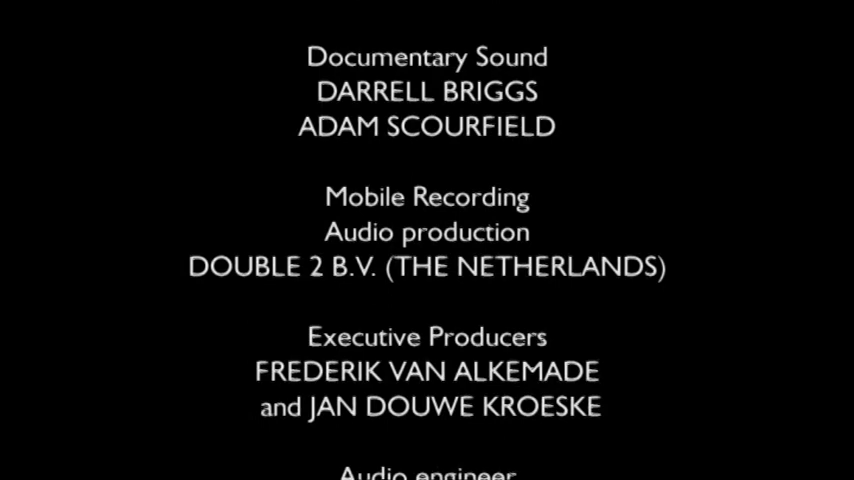 Documentary Sound
DARRELL BRIGGS
ADAM SCOURFIELD
Mobile Recording
Audio production
DOUBLE 2 B.V. (THE NETHERLANDS)
Executive Producers
FREDERIK VAN ALKEMADE
and JAN DOUWE KROESKE
Audio engineer